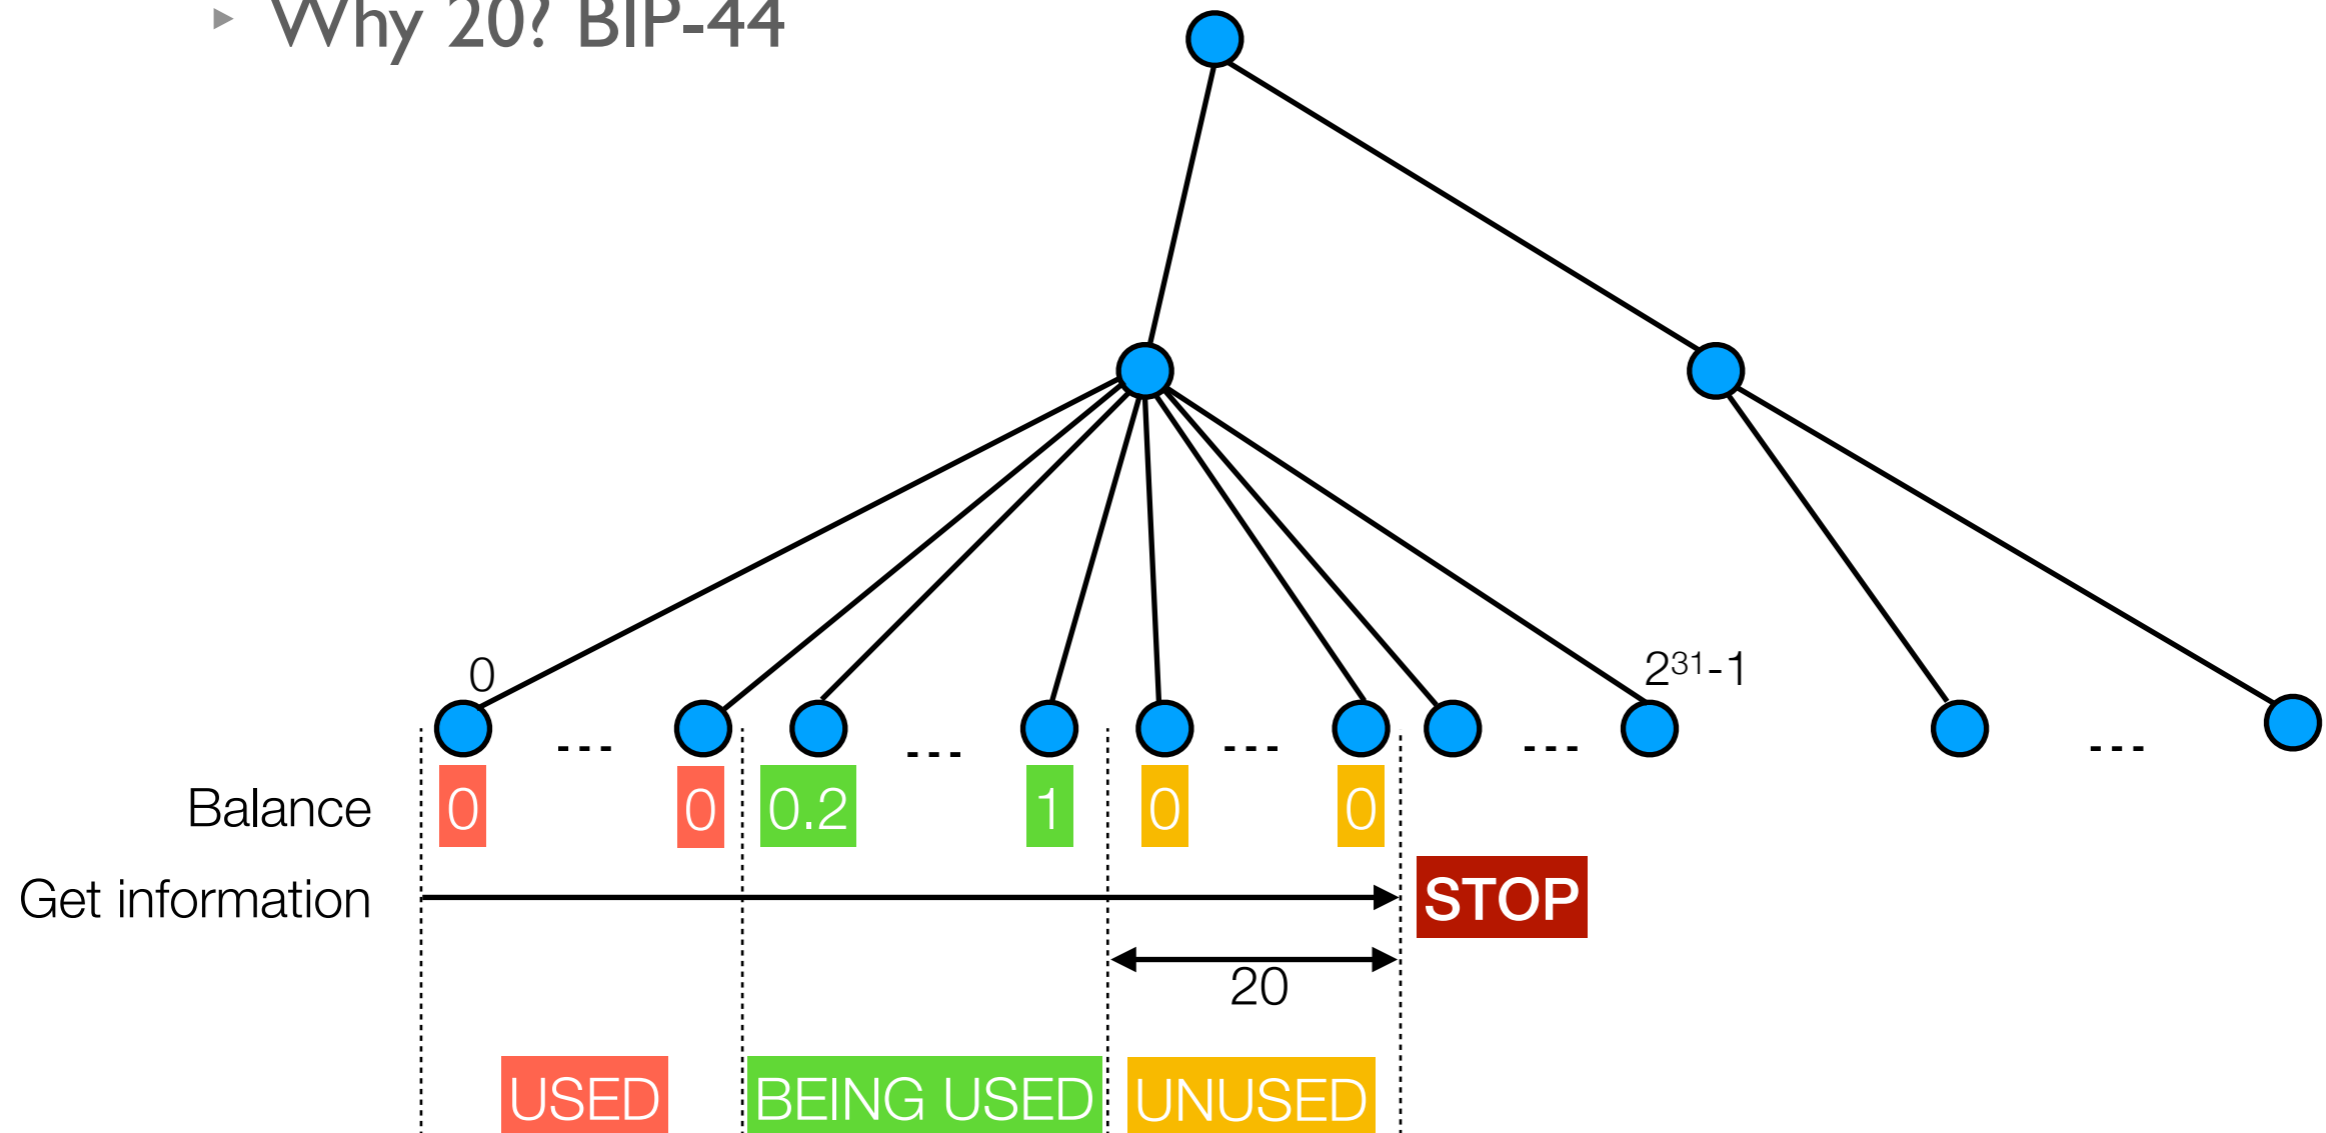 ▸ Why 20? BIP-44
0
2³¹-1
--- --- --- --- ---
Balance 0 0 0.2 1 0 0
Get information STOP
20
USED BEING USED UNUSED